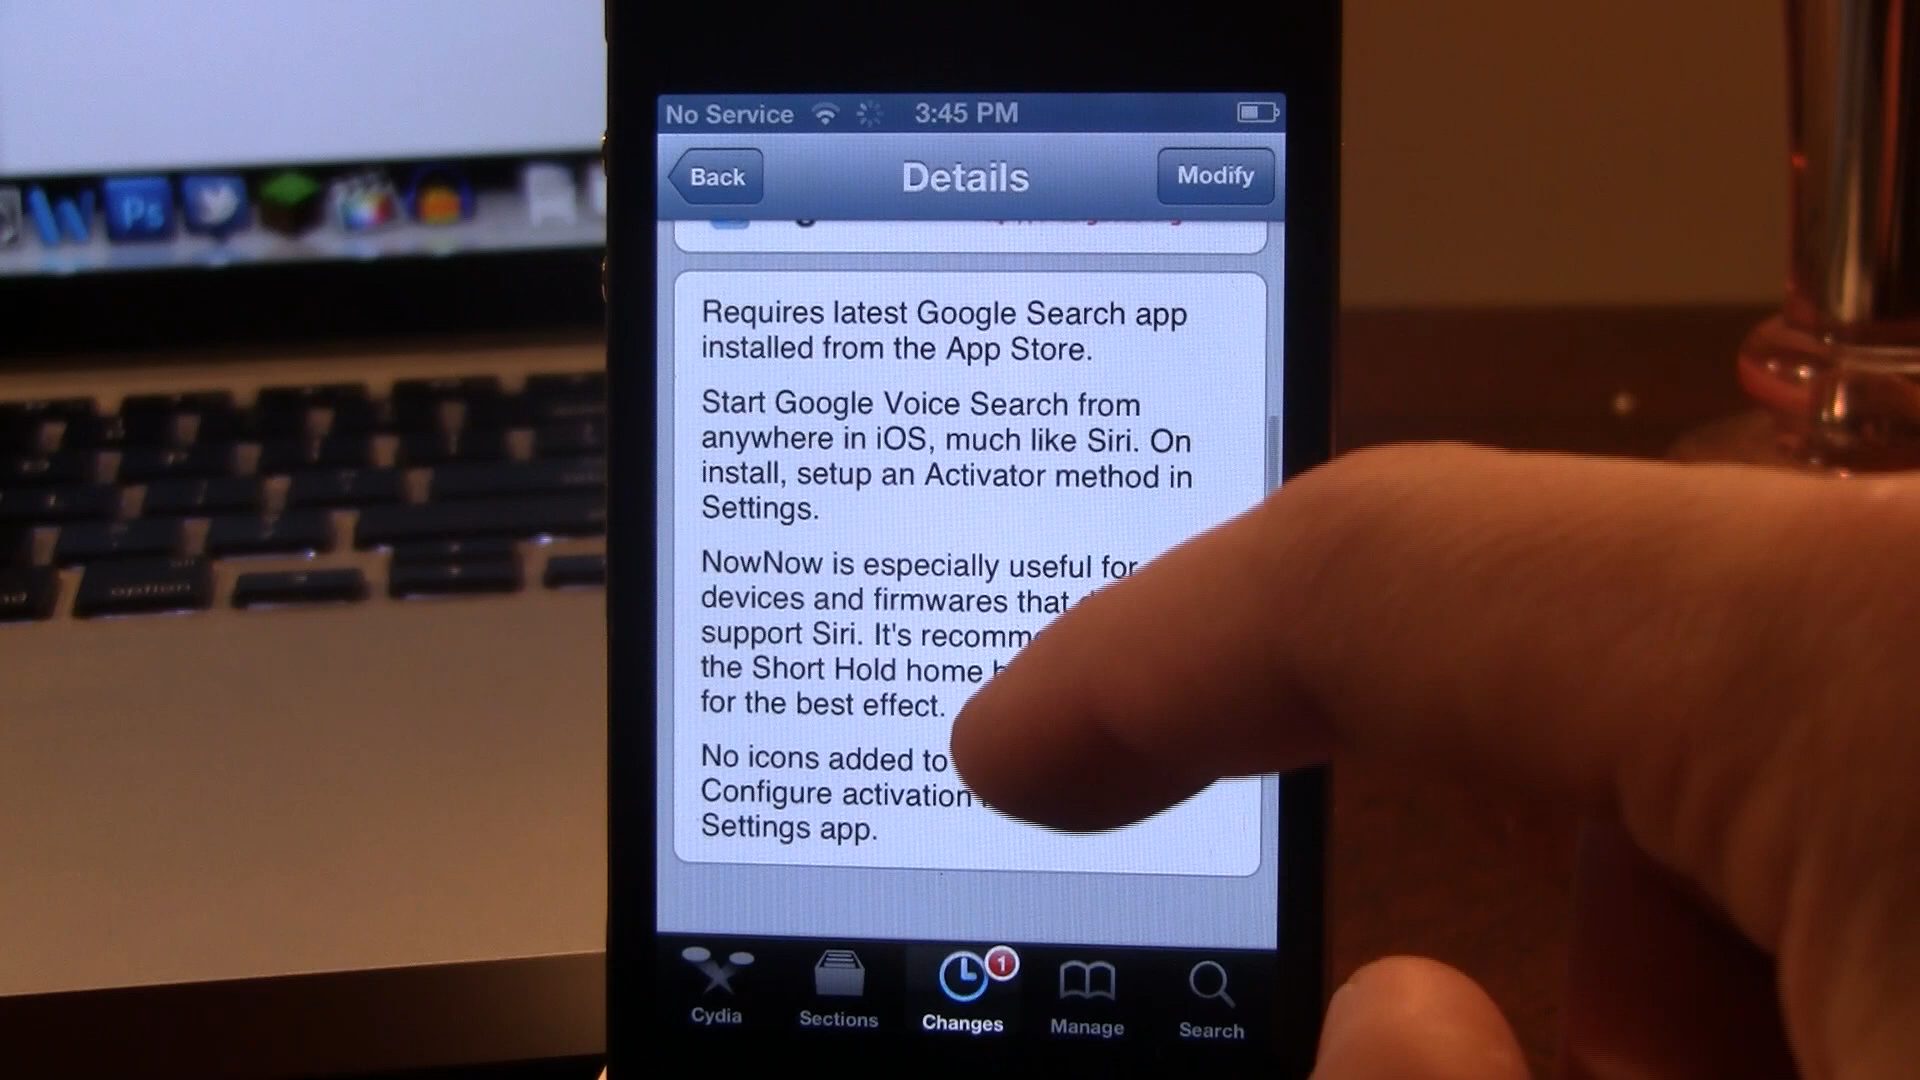 No Service
3:45 PM
Back
Details
Modify
Requires latest Google Search app
installed from the App Store.
Start Google Voice Search from
anywhere in iOS, much like Siri. On
install, setup an Activator method in
Settings.
NowNow is especially useful for
devices and firmwares that
support Siri. It's
the Short Hold home
for the best effect.
No icons added to
Configure activation
Settings app.
Cydia
Sections
Changes
1
Manage
Search
Ps
option